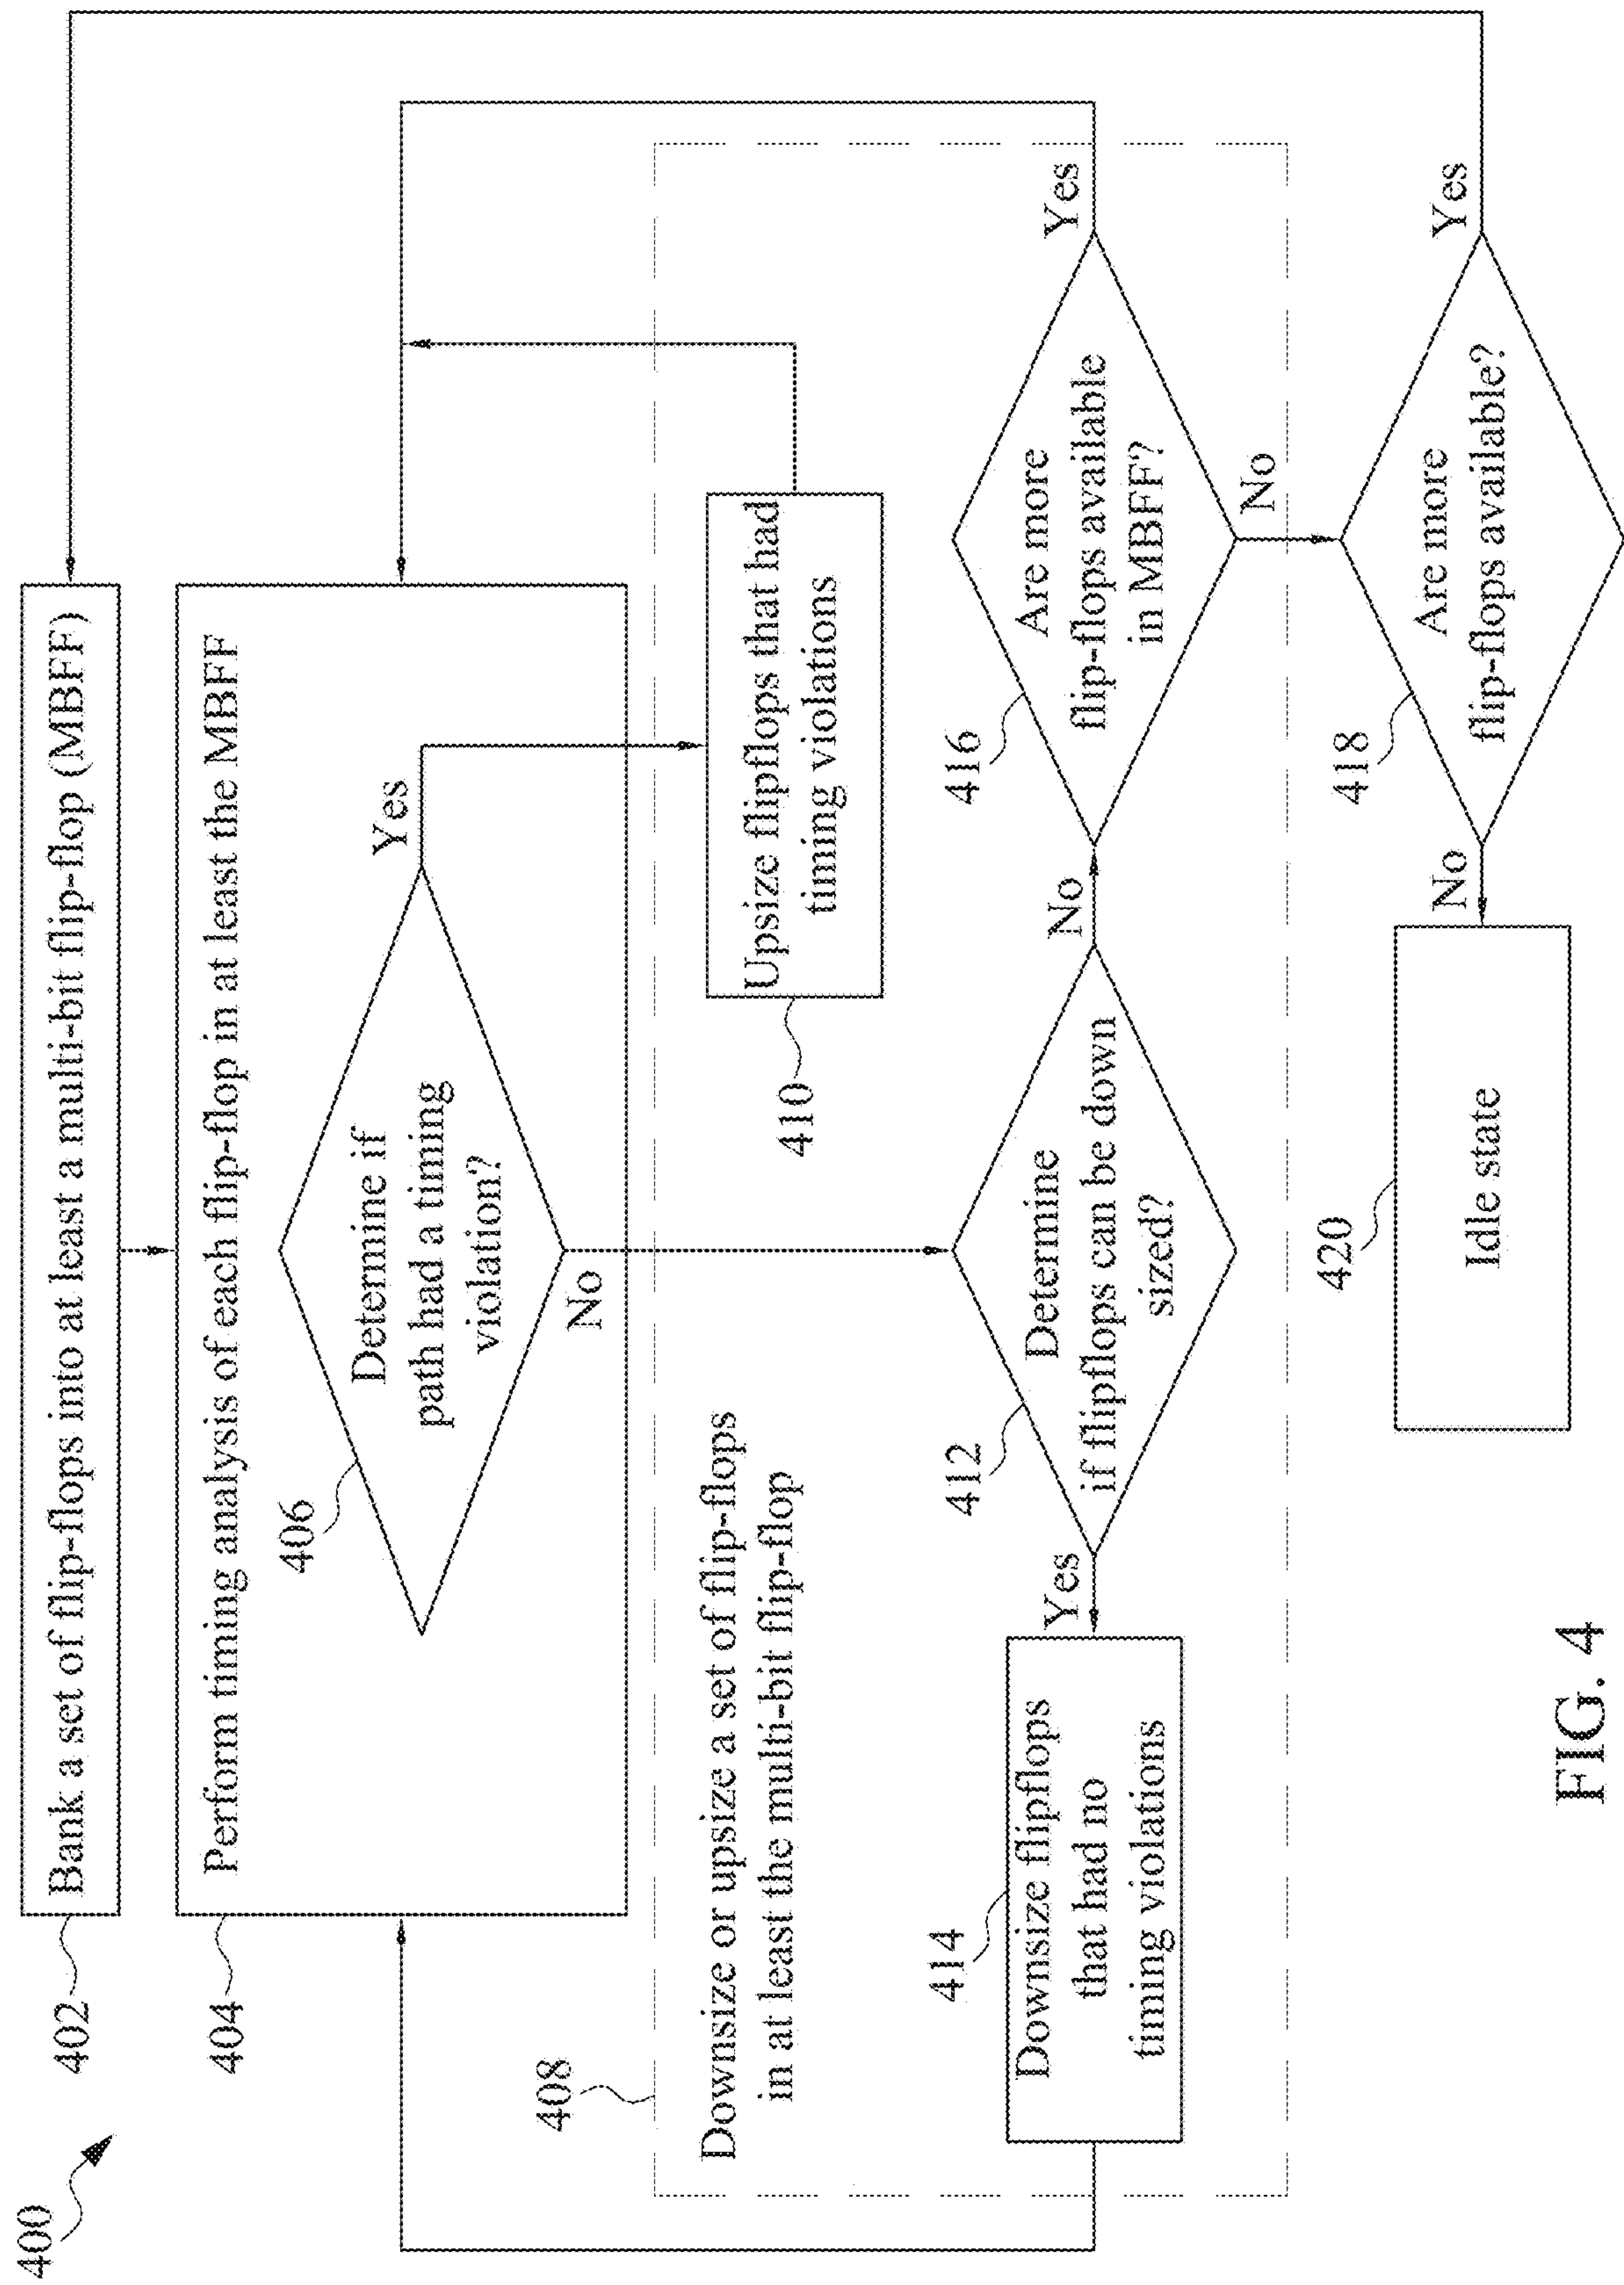 400
402
Bank a set of flip-flops into at least a multi-bit flip-flop (MBFF)
404
Perform timing analysis of each flip-flop in at least the MBFF
406
Determine if
path had a timing
violation?
Yes
No
408
Downsize or upsize a set of flip-flops
in at least the multi-bit flip-flop
410
Upsize flipflops that had
timing violations
412
Determine
if flipflops can be down
sized?
Yes
No
414
Downsize flipflops
that had no
timing violations
416
Are more
flip-flops available
in MBFF?
Yes
No
418
Are more
flip-flops available?
Yes
No
420
Idle state
FIG. 4